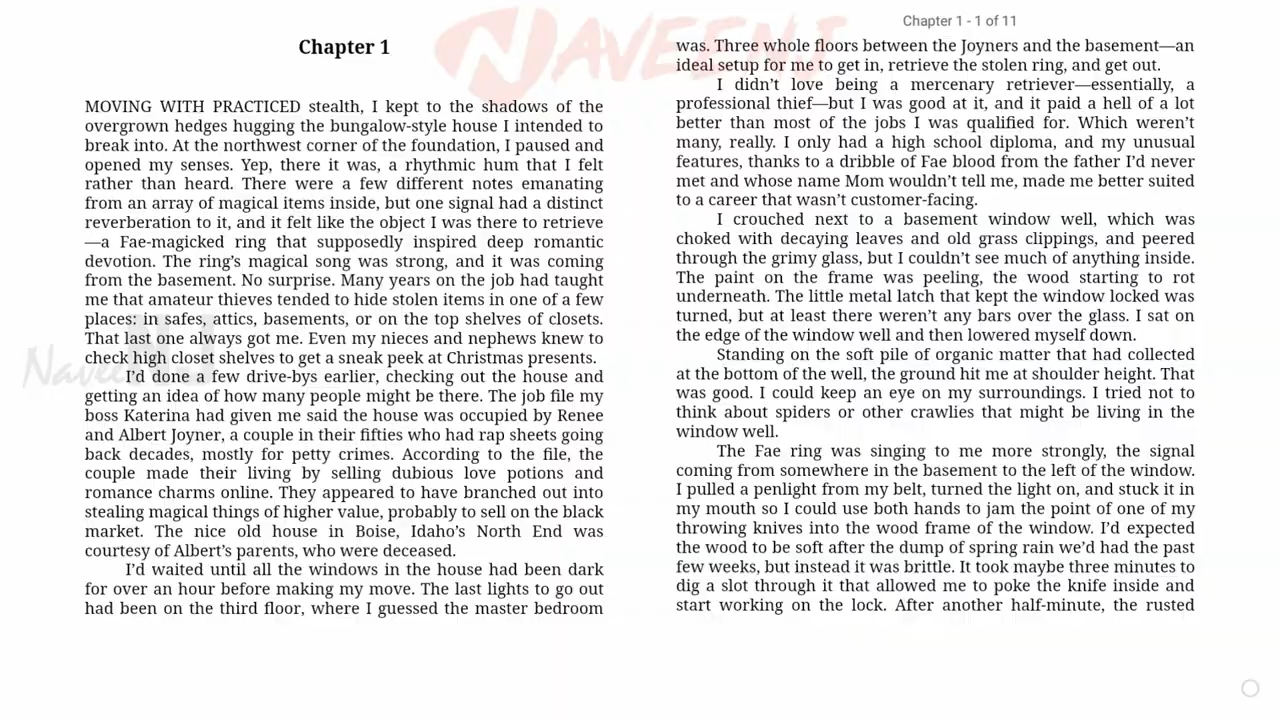 NAVEENJ
Chapter 1 - 1 of 11
Chapter 1
MOVING WITH PRACTICED stealth, I kept to the shadows of the
overgrown hedges hugging the bungalow-style house I intended to
break into. At the northwest corner of the foundation, I paused and
opened my senses. Yep, there it was, a rhythmic hum that I felt
rather than heard. There were a few different notes emanating
from an array of magical items inside, but one signal had a distinct
reverberation to it, and it felt like the object I was there to retrieve
—a Fae-magicked ring that supposedly inspired deep romantic
devotion. The ring’s magical song was strong, and it was coming
from the basement. No surprise. Many years on the job had taught
me that amateur thieves tended to hide stolen items in one of a few
places: in safes, attics, basements, or on the top shelves of closets.
That last one always got me. Even my nieces and nephews knew to
check high closet shelves to get a sneak peek at Christmas presents.
I’d done a few drive-bys earlier, checking out the house and
getting an idea of how many people might be there. The job file my
boss Katerina had given me said the house was occupied by Renee
and Albert Joyner, a couple in their fifties who had rap sheets going
back decades, mostly for petty crimes. According to the file, the
couple made their living by selling dubious love potions and
romance charms online. They appeared to have branched out into
stealing magical things of higher value, probably to sell on the black
market. The nice old house in Boise, Idaho’s North End was
courtesy of Albert’s parents, who were deceased.
I’d waited until all the windows in the house had been dark
for over an hour before making my move. The last lights to go out
had been on the third floor, where I guessed the master bedroom
was. Three whole floors between the Joyners and the basement—an
ideal setup for me to get in, retrieve the stolen ring, and get out.
I didn’t love being a mercenary retriever—essentially, a
professional thief—but I was good at it, and it paid a hell of a lot
better than most of the jobs I was qualified for. Which weren’t
many, really. I only had a high school diploma, and my unusual
features, thanks to a dribble of Fae blood from the father I’d never
met and whose name Mom wouldn’t tell me, made me better suited
to a career that wasn’t customer-facing.
I crouched next to a basement window well, which was
choked with decaying leaves and old grass clippings, and peered
through the grimy glass, but I couldn’t see much of anything inside.
The paint on the frame was peeling, the wood starting to rot
underneath. The little metal latch that kept the window locked was
turned, but at least there weren’t any bars over the glass. I sat on
the edge of the window well and then lowered myself down.
Standing on the soft pile of organic matter that had collected
at the bottom of the well, the ground hit me at shoulder height. That
was good. I could keep an eye on my surroundings. I tried not to
think about spiders or other crawlies that might be living in the
window well.
The Fae ring was singing to me more strongly, the signal
coming from somewhere in the basement to the left of the window.
I pulled a penlight from my belt, turned the light on, and stuck it in
my mouth so I could use both hands to jam the point of one of my
throwing knives into the wood frame of the window. I’d expected
the wood to be soft after the dump of spring rain we’d had the past
few weeks, but instead it was brittle. It took maybe three minutes to
dig a slot through it that allowed me to poke the knife inside and
start working on the lock. After another half-minute, the rusted